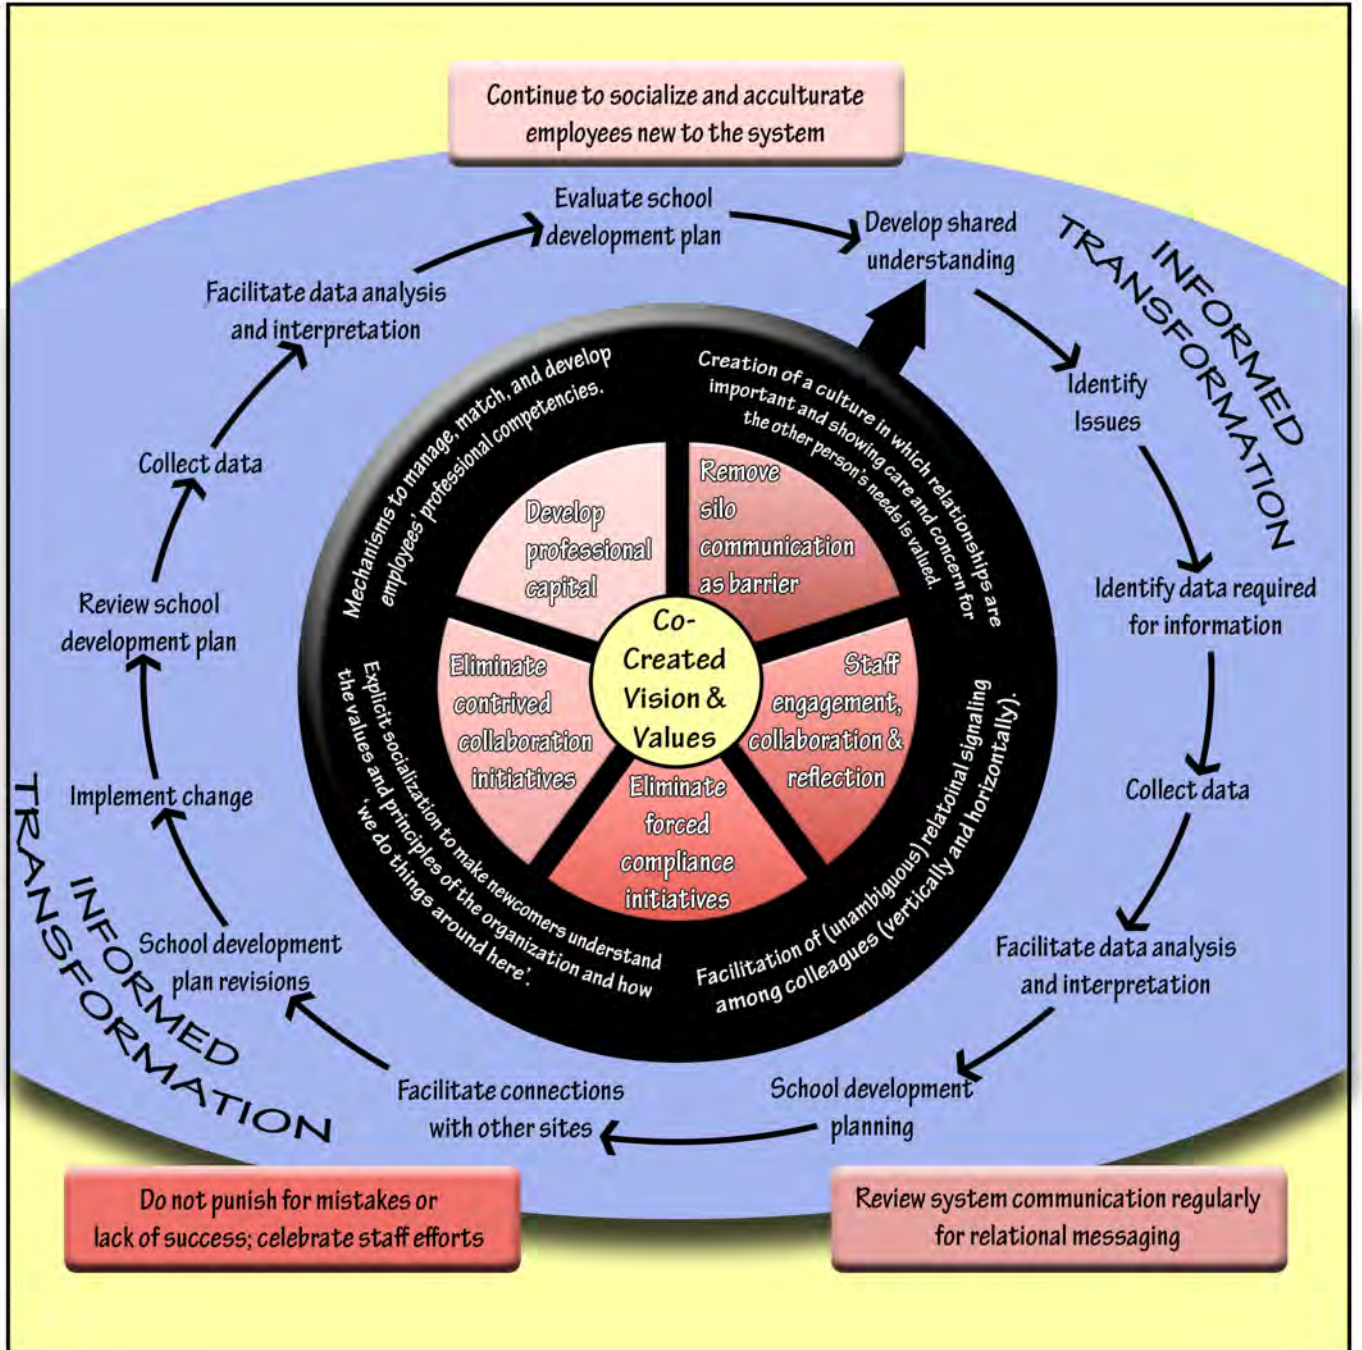 Continue to socialize and acculturate
employees new to the system
Evaluate school
development plan
Develop shared
understanding
Identify
Issues
Identify data required
for information
Collect data
Facilitate data analysis
and interpretation
School development
planning
Facilitate connections
with other sites
School development
plan revisions
Implement change
Review school
development plan
Collect data
Facilitate data analysis
and interpretation
INFORMED
TRANSFORMATION
INFORMED
TRANSFORMATION
Mechanisms to manage, match, and develop
employees' professional competencies.
Creation of a culture in which relationships are
important and showing care and concern for
the other person's needs is valued.
Facilitation of (unambiguous) relatoinal signaling
among colleagues (vertically and horizontally).
Explicit socialization to make newcomers understand
the values and principles of the organization and how
'we do things around here'.
Develop
professional
capital
Remove
silo
communication
as barrier
Staff
engagement,
collaboration &
reflection
Eliminate
forced
compliance
initiatives
Eliminate
contrived
collaboration
initiatives
Co-
Created
Vision &
Values
Do not punish for mistakes or
lack of success; celebrate staff efforts
Review system communication regularly
for relational messaging